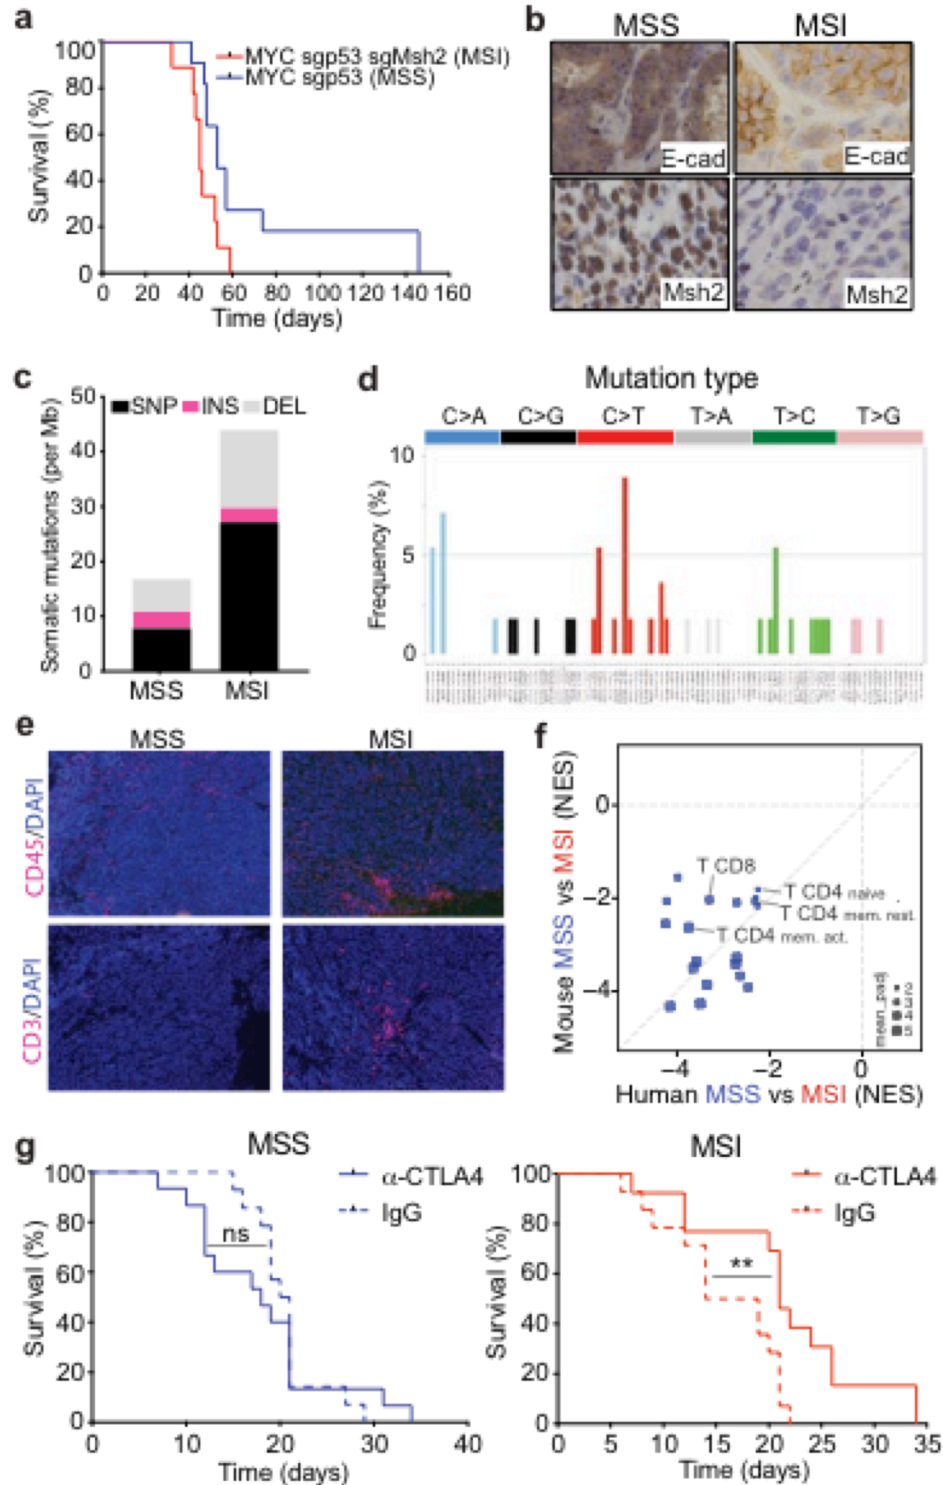 a
100
80
60
40
20
0
Survival (%)
MYC sgp53 sgMsh2 (MSI)
MYC sgp53 (MSS)
0 20 40 60 80 100 120 140 160
Time (days)
b
MSS MSI
E-cad E-cad
Msh2 Msh2
c
50
40
30
20
10
0
Somatic mutations (per Mb)
SNP INS DEL
MSS MSI
d
Mutation type
C>A C>G C>T T>A T>C T>G
10
5
0
Frequency (%)
e
MSS MSI
CD45/DAPI
CD3/DAPI
f
Mouse MSS vs MSI (NES)
0
−2
−4
T CD8
T CD4 naive
T CD4 mem. rest.
T CD4 mem. act.
2
3
4
5
−4 −2 0
Human MSS vs MSI (NES)
g
MSS
100
80
60
40
20
0
Survival (%)
α-CTLA4
IgG
ns
0 10 20 30 40
Time (days)
MSI
100
80
60
40
20
0
Survival (%)
α-CTLA4
IgG
**
0 5 10 15 20 25 30 35
Time (days)